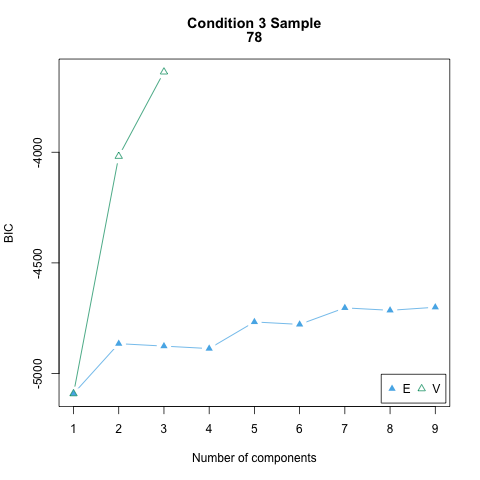 Condition 3 Sample
78
BIC
-4000
-4500
-5000
E V
1 2 3 4 5 6 7 8 9
Number of components